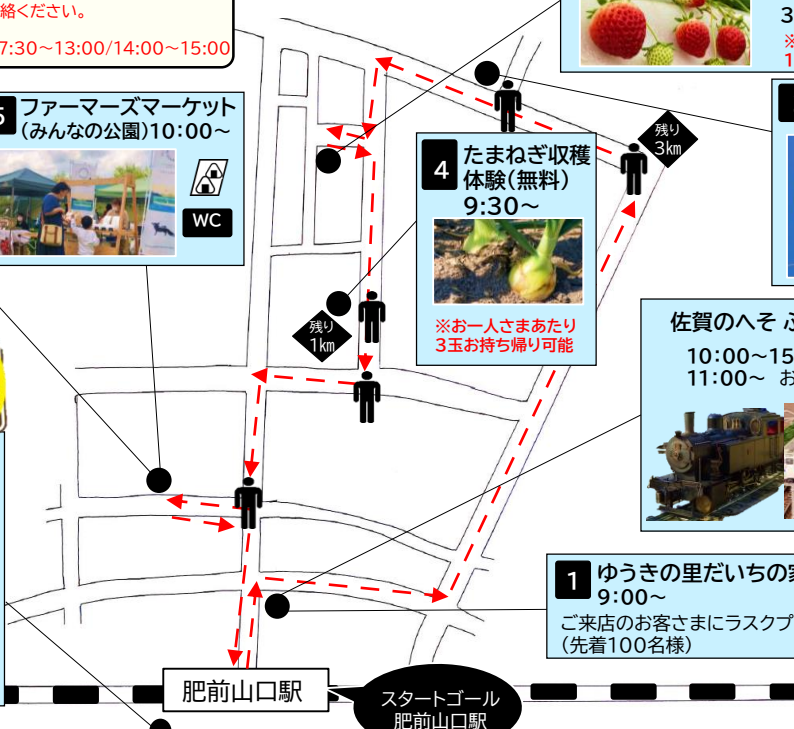 絡ください。
7:30～13:00/14:00～15:00
3
※
1
5 ファーマーズマーケット
(みんなの公園)10:00～
WC
残り
3km
4 たまねぎ収穫
体験(無料)
9:30～
※お一人さまあたり
3玉お持ち帰り可能
残り
1km
佐賀のへそ ふ
10:00～15
11:00～ お
1 ゆうきの里だいちの家
9:00～
ご来店のお客さまにラスクプ
(先着100名様)
肥前山口駅
スタートゴール
肥前山口駅